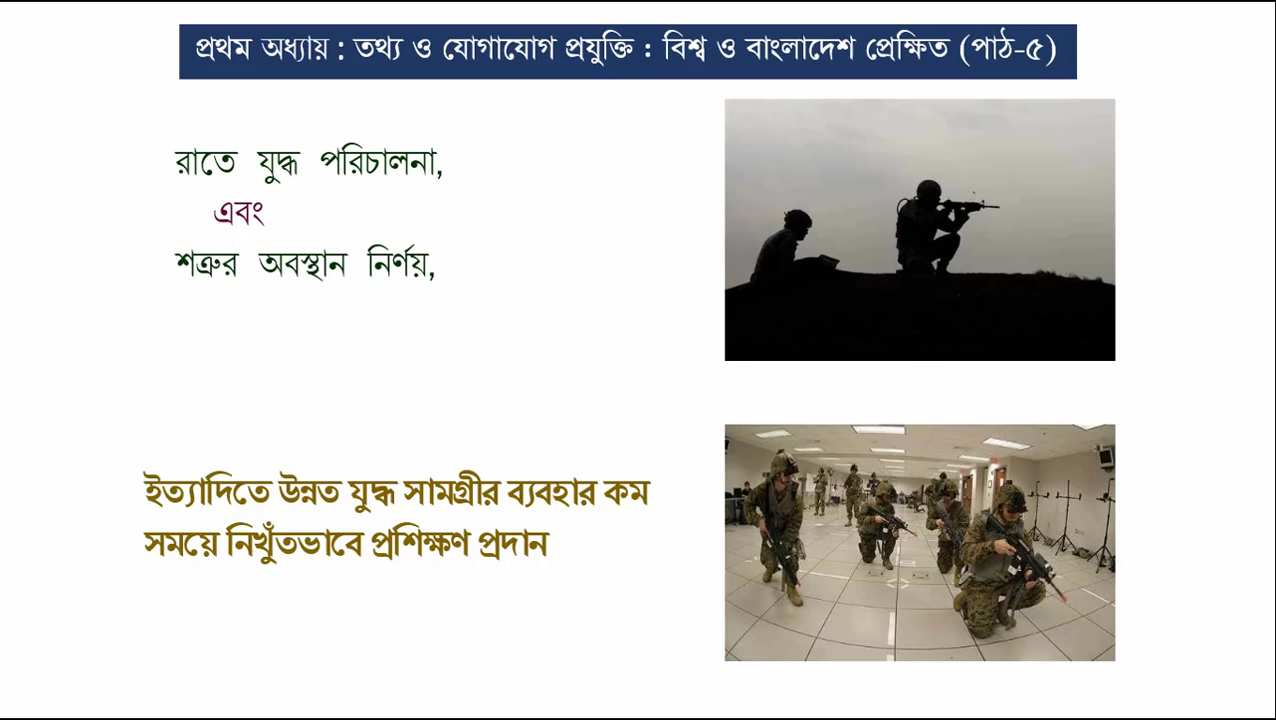 প্রথম অধ্যায় : তথ্য ও যোগাযোগ প্রযুক্তি : বিশ্ব ও বাংলাদেশ প্রেক্ষিত (পাঠ-৫)
রাতে যুদ্ধ পরিচালনা,
এবং
শত্রুর অবস্থান নির্ণয়,
ইত্যাদিতে উন্নত যুদ্ধ সামগ্রীর ব্যবহার কম
সময়ে নিখুঁতভাবে প্রশিক্ষণ প্রদান